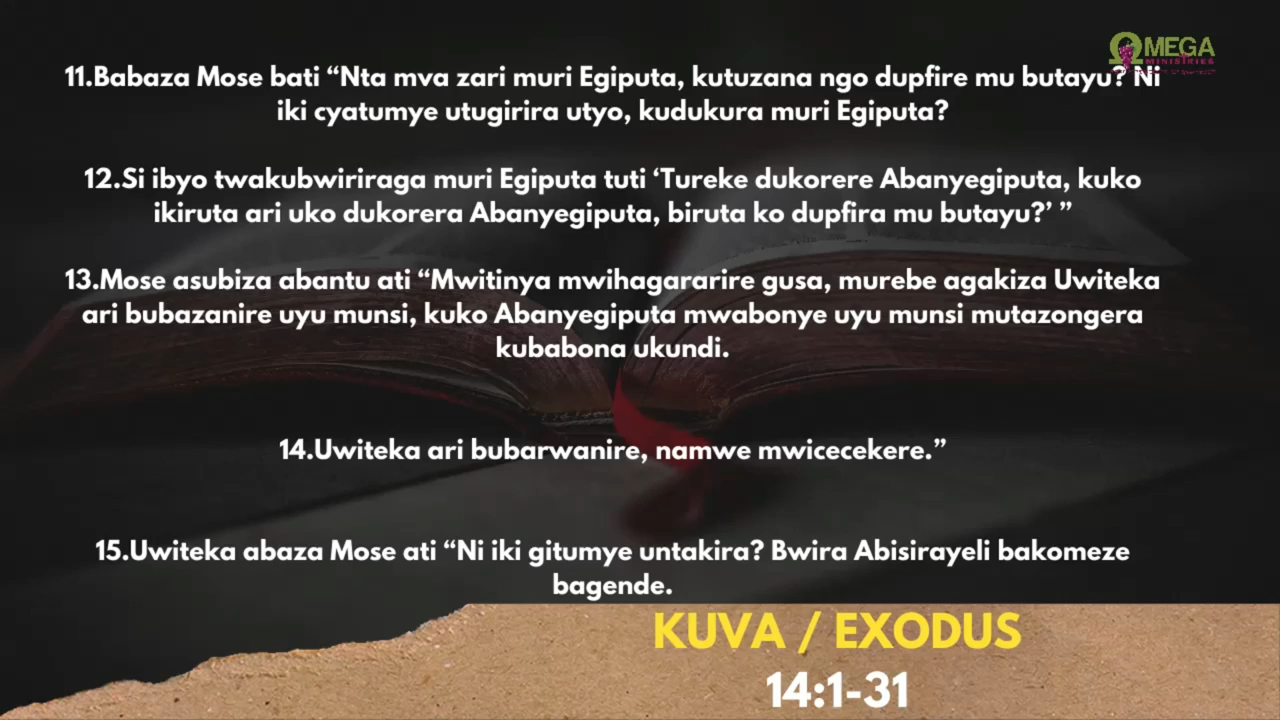 ΩMEGA
MINISTRIES
11.Babaza Mose bati “Nta mva zari muri Egiputa, kutuzana ngo dupfire mu butayu? Ni
iki cyatumye utugirira utyo, kudukura muri Egiputa?
12.Si ibyo twakubwiriraga muri Egiputa tuti ‘Tureke dukorere Abanyegiputa, kuko
ikiruta ari uko dukorera Abanyegiputa, biruta ko dupfira mu butayu?’ ”
13.Mose asubiza abantu ati “Mwitinya mwihagararire gusa, murebe agakiza Uwiteka
ari bubazanire uyu munsi, kuko Abanyegiputa mwabonye uyu munsi mutazongera
kubabona ukundi.
14.Uwiteka ari bubarwanire, namwe mwicecekere.”
15.Uwiteka abaza Mose ati “Ni iki gitumye untakira? Bwira Abisirayeli bakomeze
bagende.
KUVA / EXODUS
14:1-31